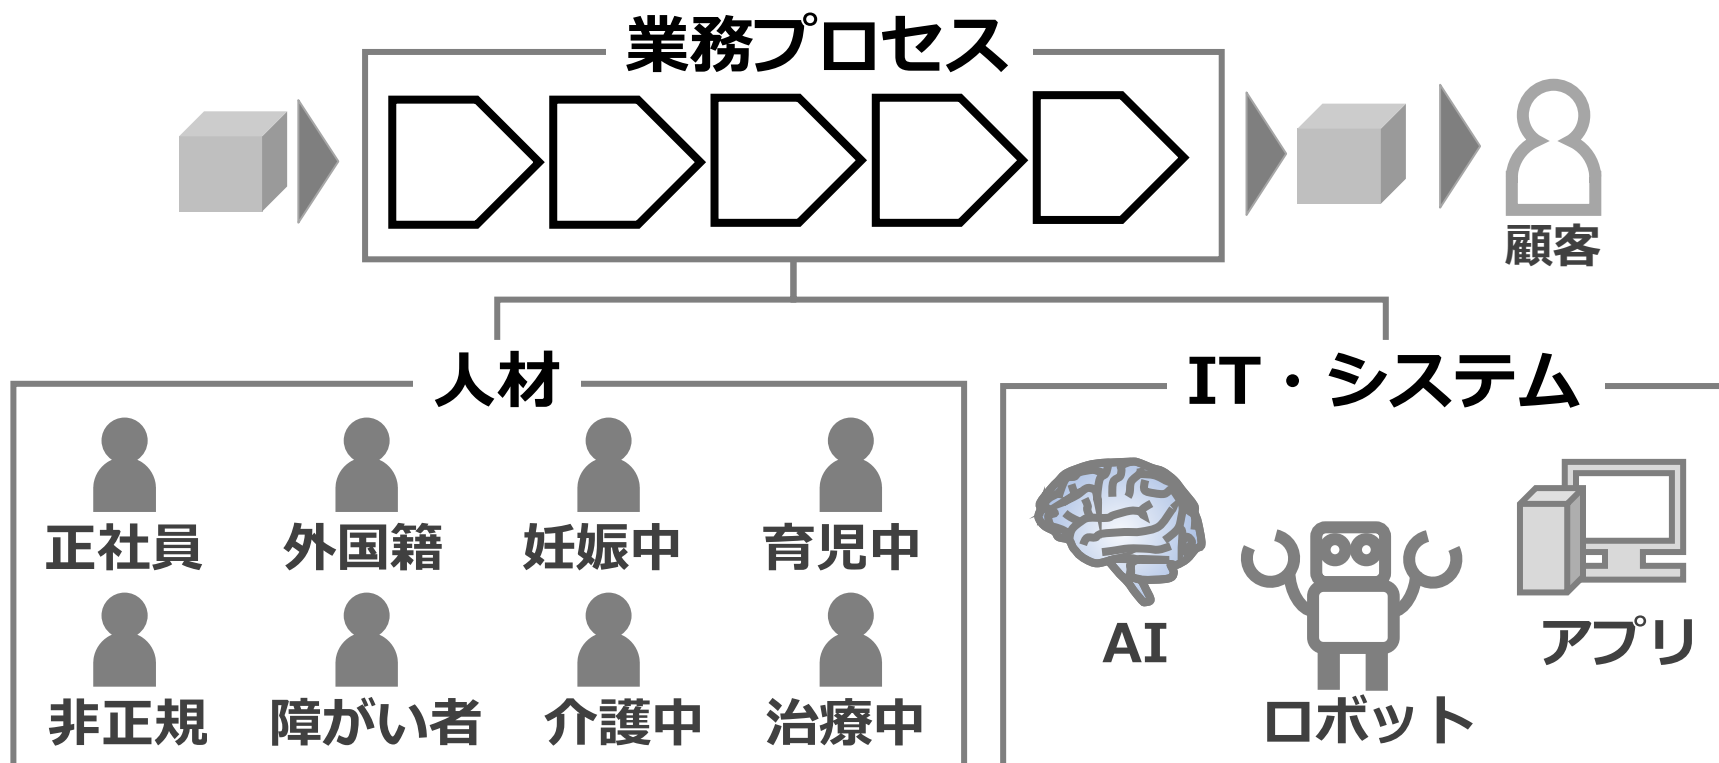 業務プロセス
顧客
人材
IT・システム
正社員
外国籍
妊娠中
育児中
非正規
障がい者
介護中
治療中
AI
ロボット
アプリ